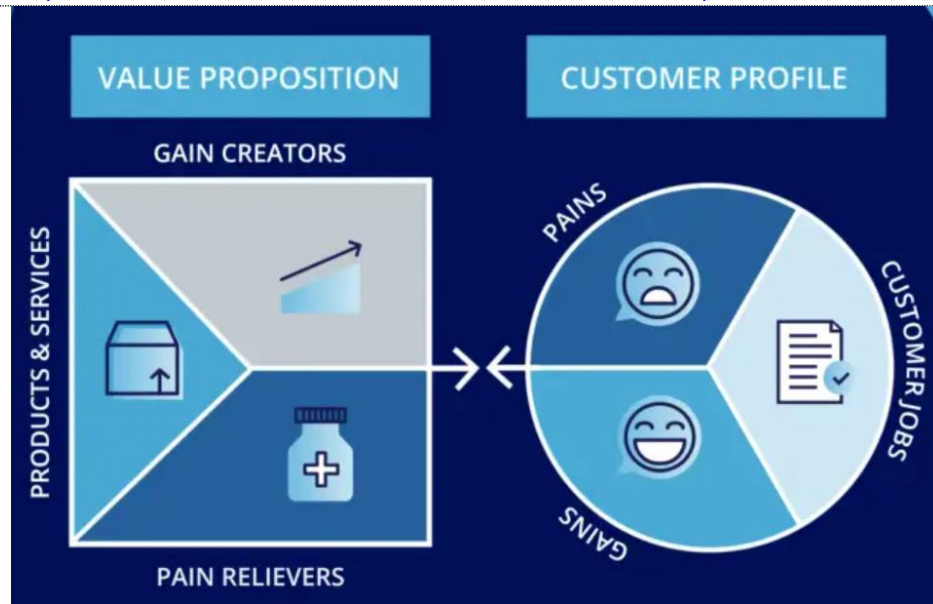 VALUE PROPOSITION
CUSTOMER PROFILE
GAIN CREATORS
PRODUCTS & SERVICES
PAIN RELIEVERS
PAINS
GAINS
CUSTOMER JOBS